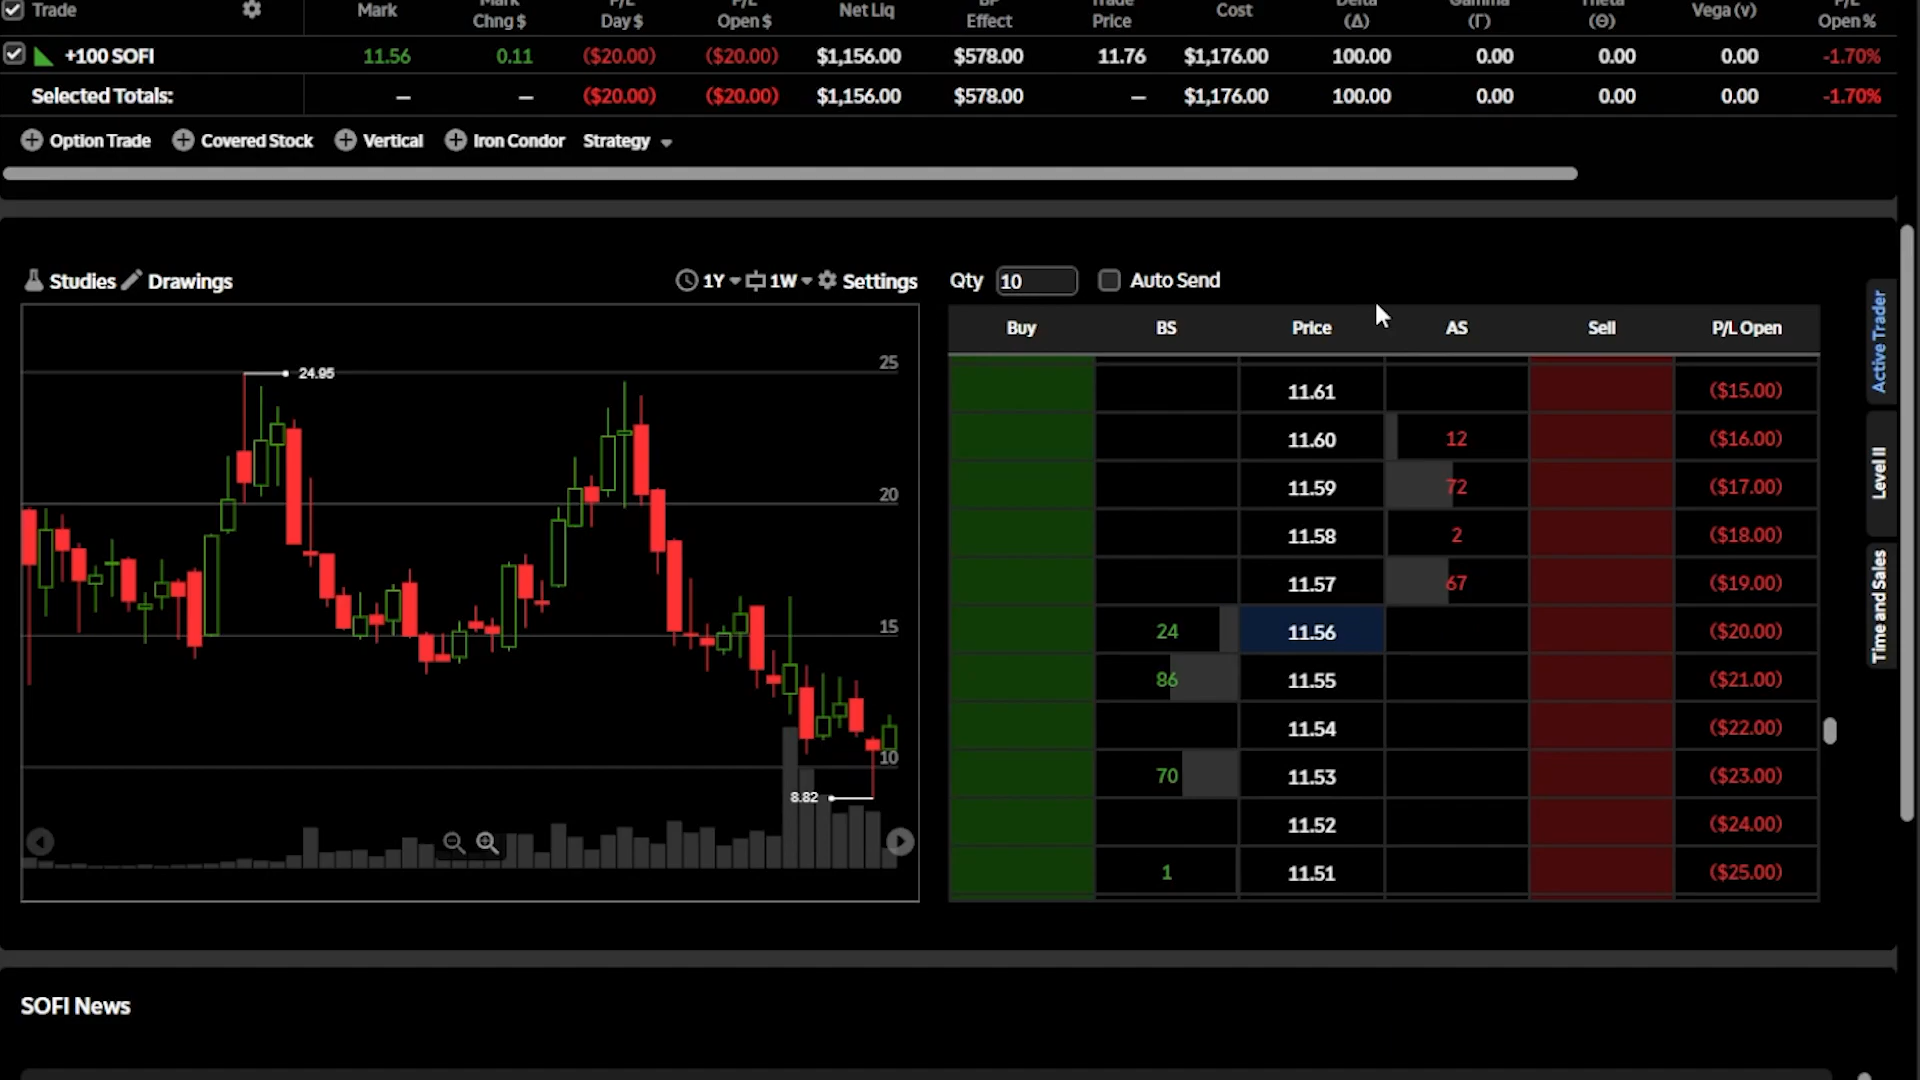 Trade Mark Mark P/L P/L Net Liq BP Trade Cost Delta Gamma Theta Vega (v) P/L
Chng $ Day $ Open $ Effect Price (Δ) (Γ) (Θ) Open %
+100 SOFI 11.56 0.11 ($20.00) ($20.00) $1,156.00 $578.00 11.76 $1,176.00 100.00 0.00 0.00 0.00 -1.70%
Selected Totals: — — ($20.00) ($20.00) $1,156.00 $578.00 — $1,176.00 100.00 0.00 0.00 0.00 -1.70%
Option Trade Covered Stock Vertical Iron Condor Strategy
Studies Drawings 1Y 1W Settings
25
24.95
20
15
10
8.82
Qty 10 Auto Send
Buy BS Price AS Sell P/L Open
11.61 ($15.00)
11.60 12 ($16.00)
11.59 72 ($17.00)
11.58 2 ($18.00)
11.57 67 ($19.00)
24 11.56 ($20.00)
86 11.55 ($21.00)
11.54 ($22.00)
70 11.53 ($23.00)
11.52 ($24.00)
1 11.51 ($25.00)
Active Trader
Level II
Time and Sales
SOFI News